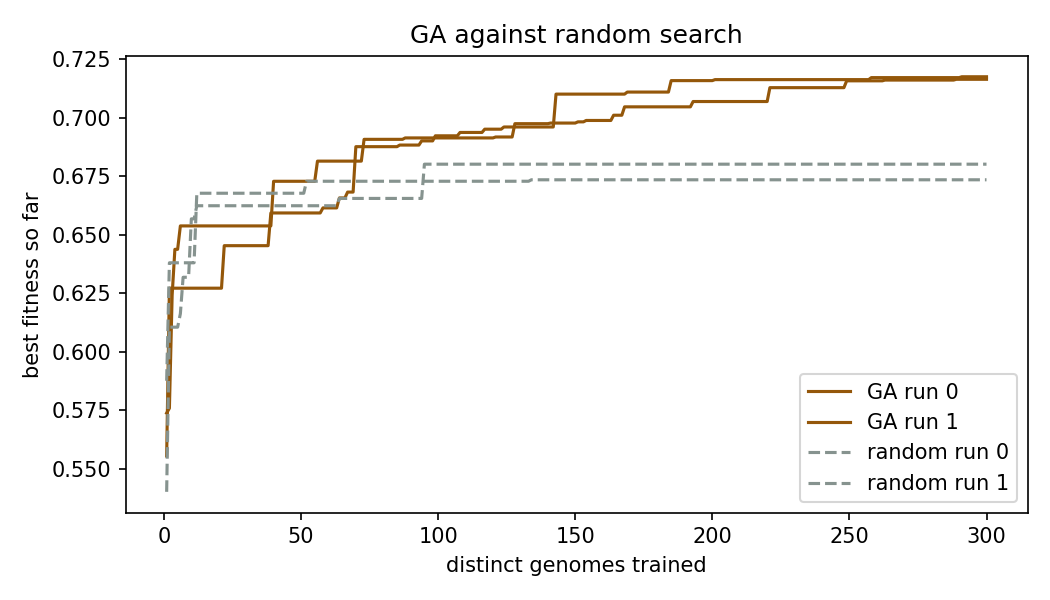 GA against random search
0.725
0.700
0.675
0.650
0.625
0.600
0.575
0.550
best fitness so far
0
50
100
150
200
250
300
distinct genomes trained
GA run 0
GA run 1
random run 0
random run 1